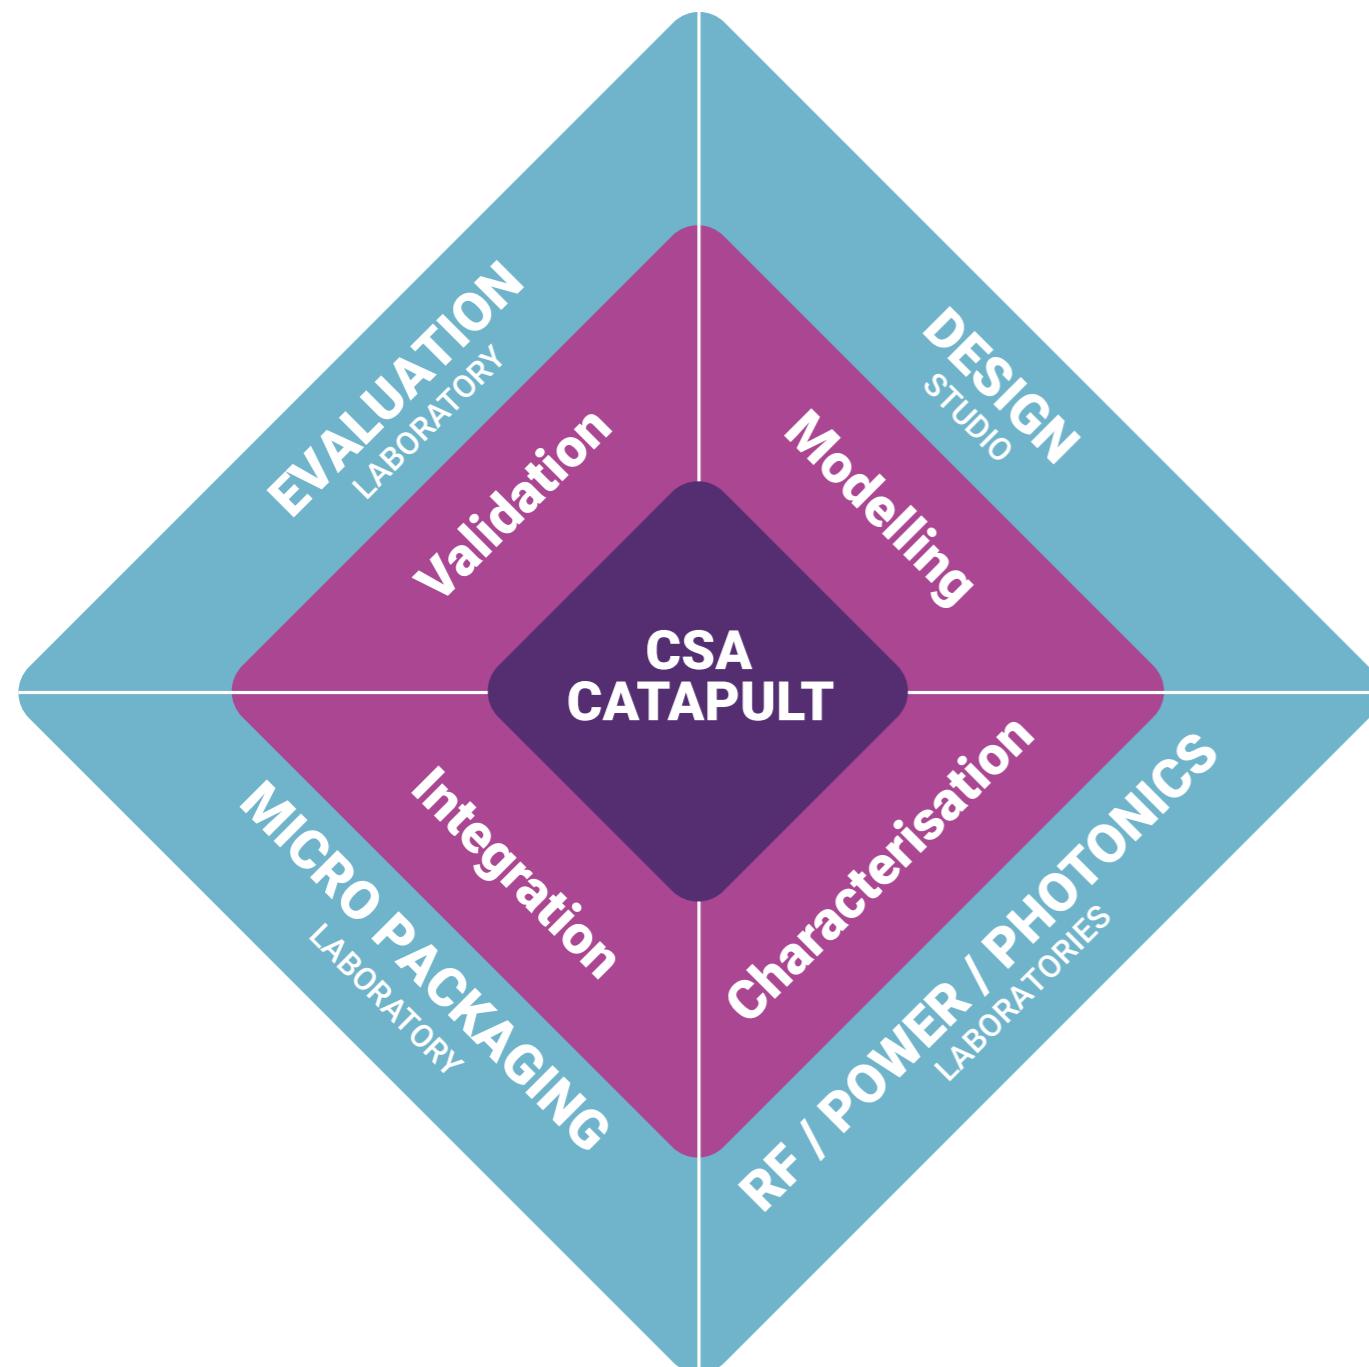 EVALUATION
LABORATORY
DESIGN
STUDIO
Validation
Modelling
CSA
CATAPULT
Integration
Characterisation
MICRO PACKAGING
LABORATORY
RF / POWER / PHOTONICS
LABORATORIES